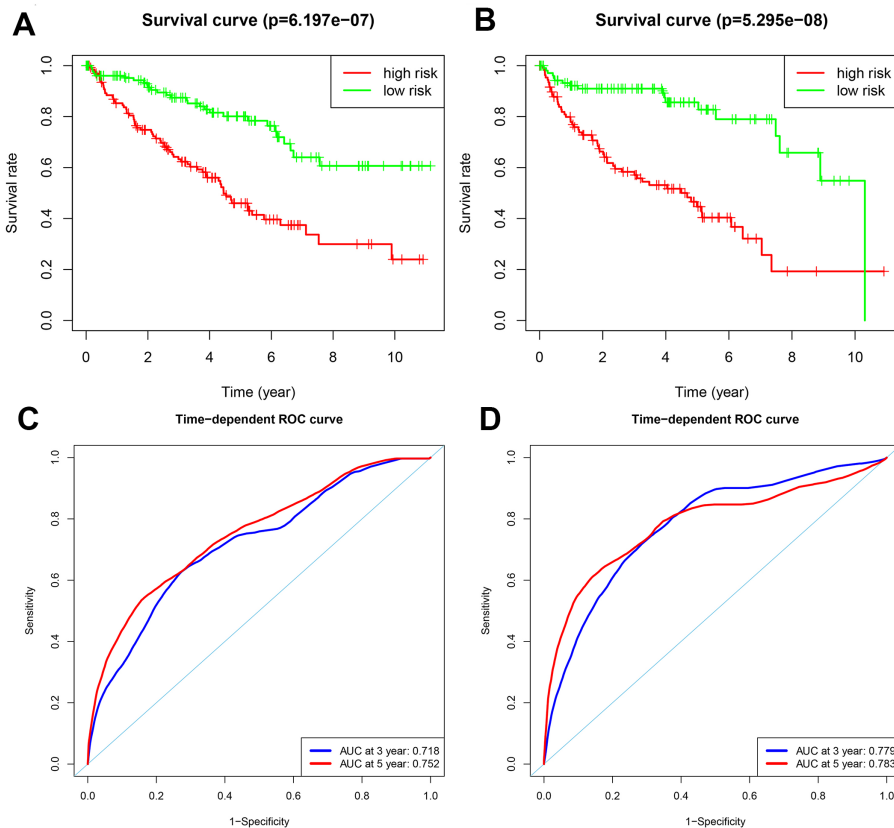 A
Survival curve (p=6.197e−07)
high risk
low risk
Survival rate
0.0 0.2 0.4 0.6 0.8 1.0
0 2 4 6 8 10
Time (year)
B
Survival curve (p=5.295e−08)
high risk
low risk
Survival rate
0.0 0.2 0.4 0.6 0.8 1.0
0 2 4 6 8 10
Time (year)
C
Time−dependent ROC curve
Sensitivity
0.0 0.2 0.4 0.6 0.8 1.0
AUC at 3 year: 0.718
AUC at 5 year: 0.752
0.0 0.2 0.4 0.6 0.8 1.0
1−Specificity
D
Time−dependent ROC curve
Sensitivity
0.0 0.2 0.4 0.6 0.8 1.0
AUC at 3 year: 0.779
AUC at 5 year: 0.783
0.0 0.2 0.4 0.6 0.8 1.0
1−Specificity